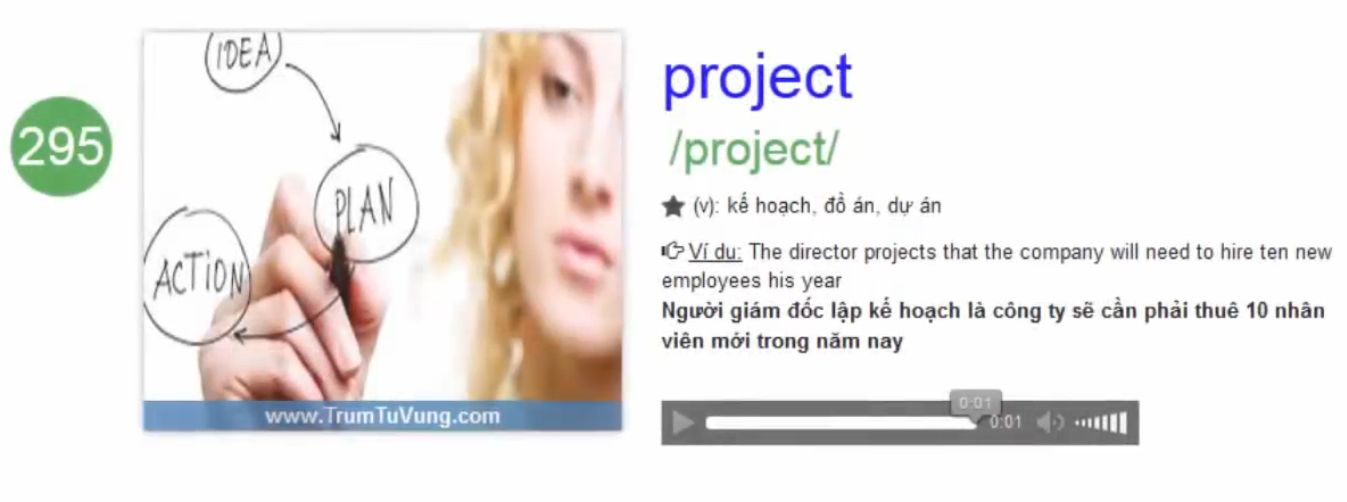 295
IDEA
PLAN
ACTION
www.TrumTuVung.com
project
/project/
(v): kế hoạch, đồ án, dự án
Ví dụ: The director projects that the company will need to hire ten new
employees his year
Người giám đốc lập kế hoạch là công ty sẽ cần phải thuê 10 nhân
viên mới trong năm nay
0:01
0:01